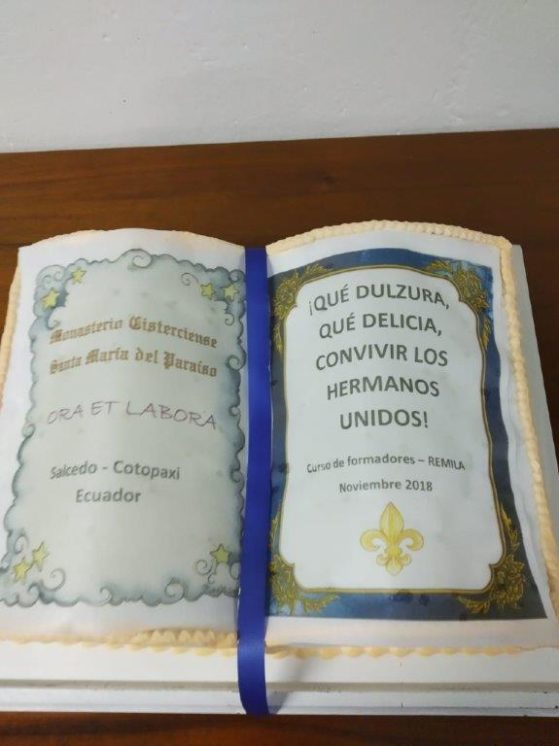 Monasterio Cisterciense
Santa María del Paraíso
ORA ET LABORA
Salcedo - Cotopaxi
Ecuador
¡QUÉ DULZURA,
QUÉ DELICIA,
CONVIVIR LOS
HERMANOS
UNIDOS!
Curso de formadores – REMILA
Noviembre 2018